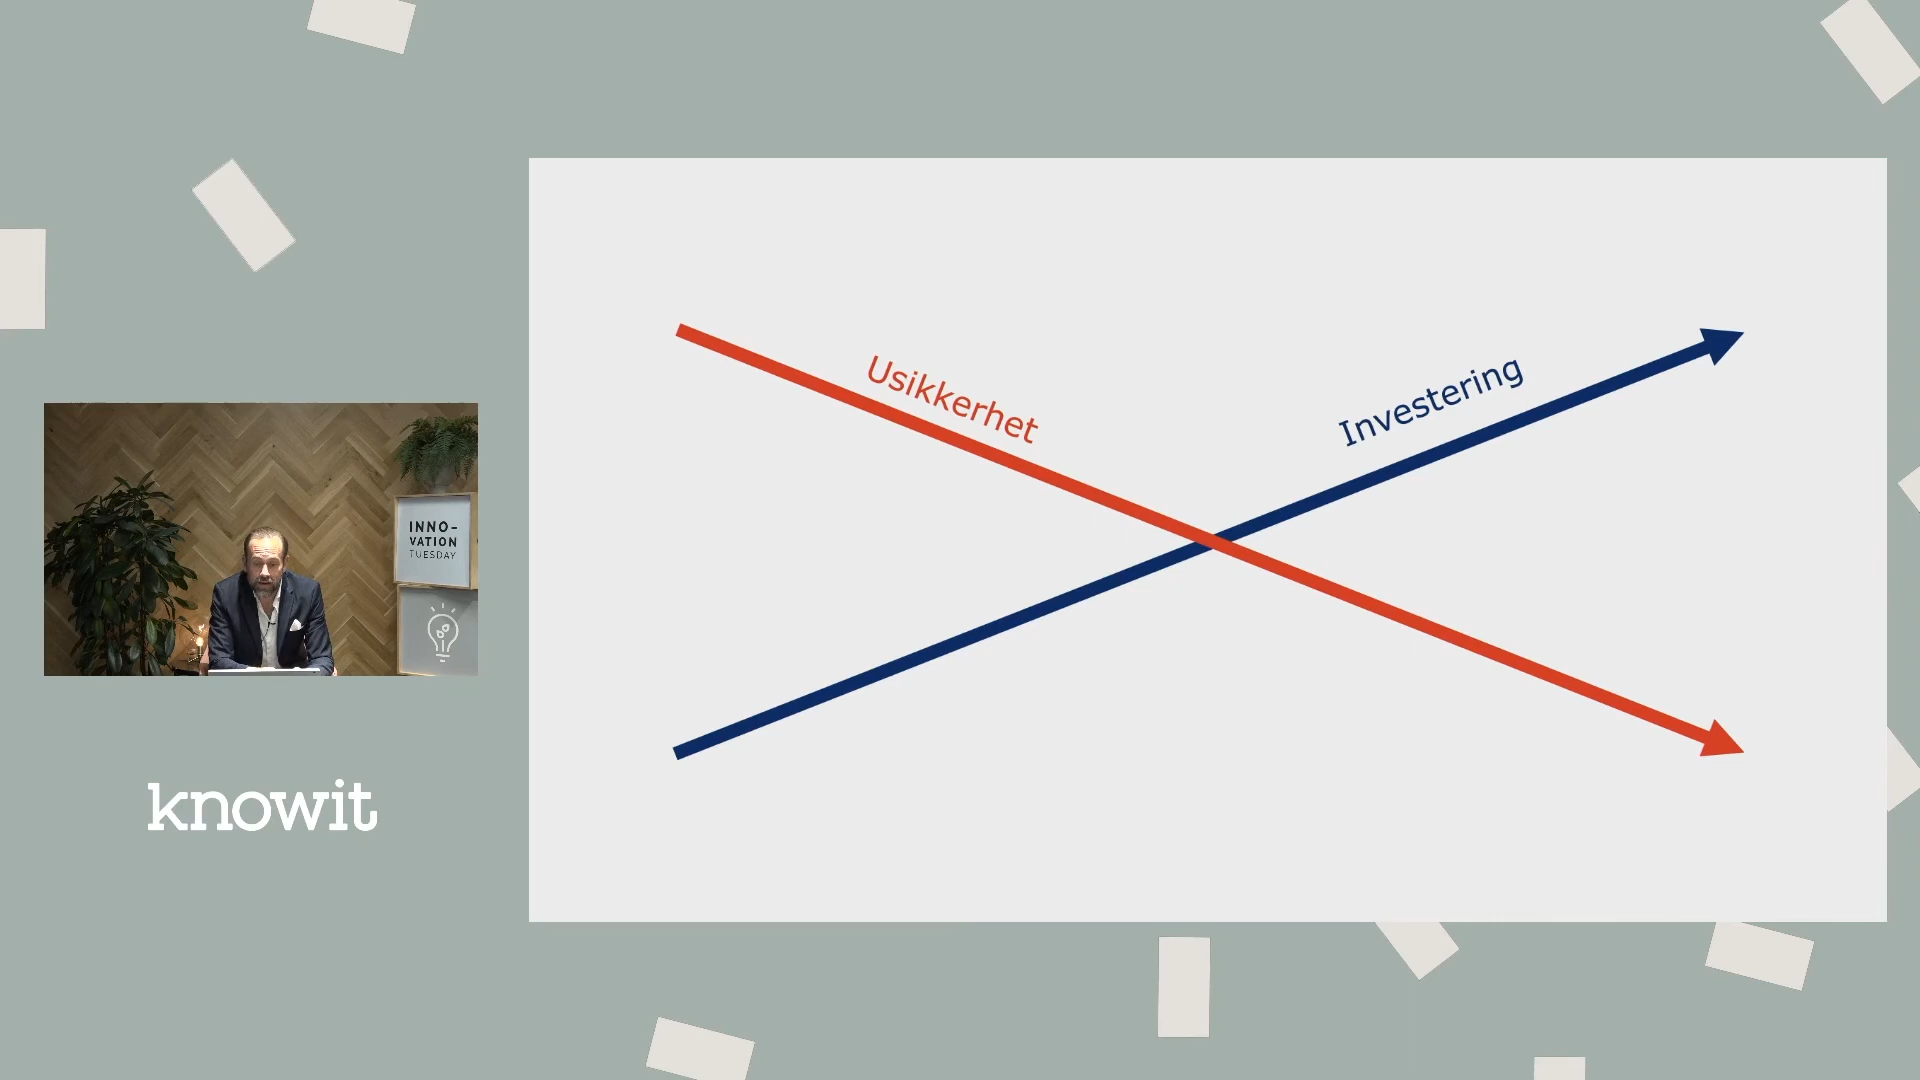 Usikkerhet
Investering
INNO-
VATION
TUESDAY
knowit